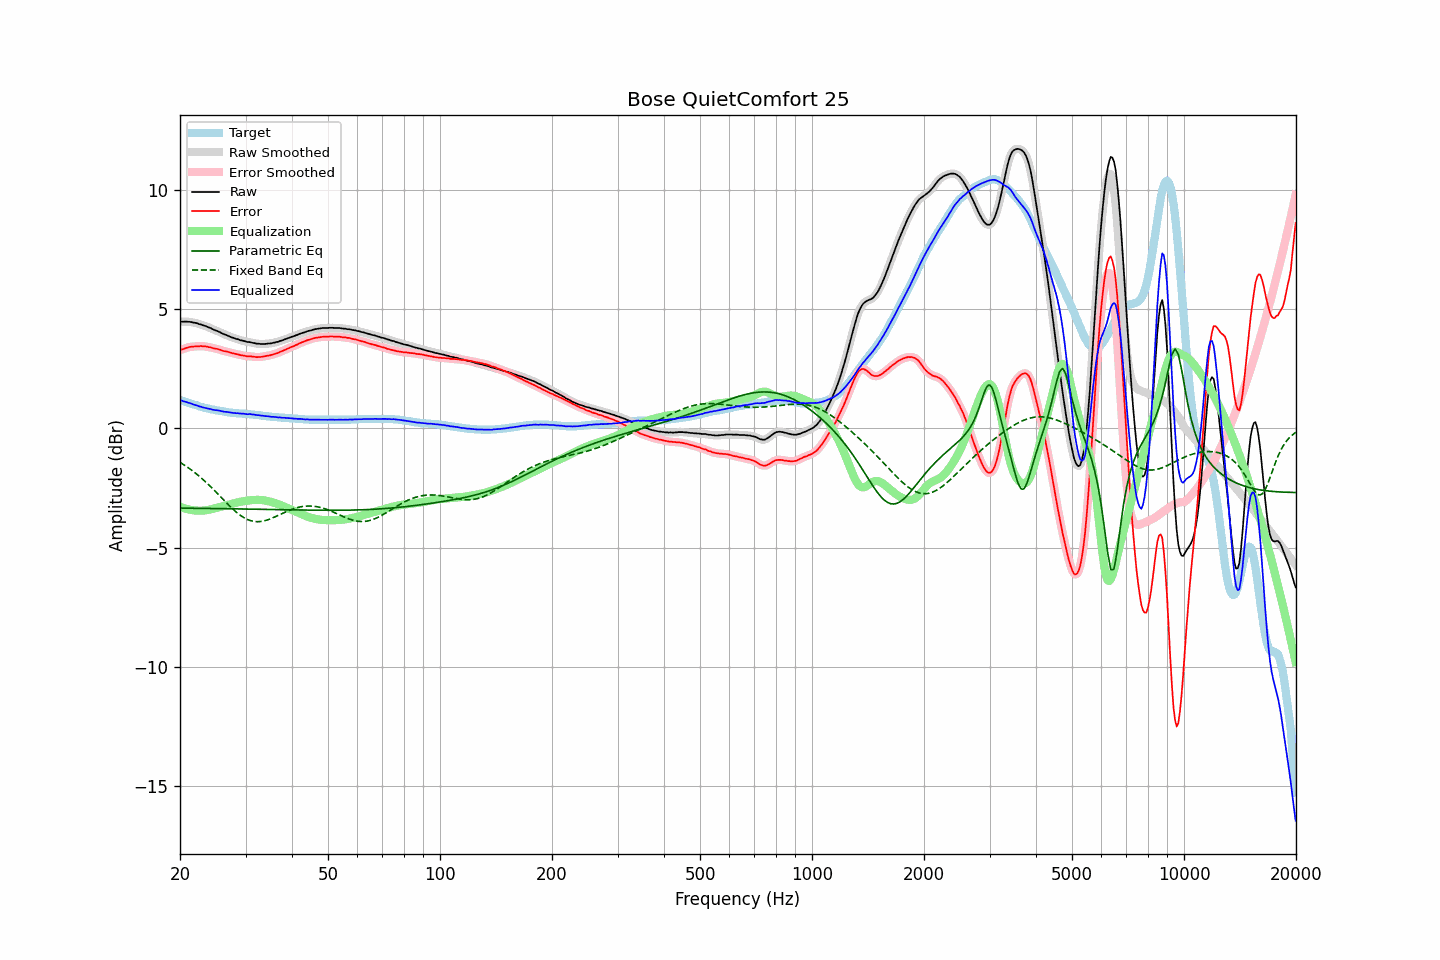 Bose QuietComfort 25
Target
Raw Smoothed
Error Smoothed
Raw
Error
Equalization
Parametric Eq
Fixed Band Eq
Equalized
10
5
0
−5
−10
−15
Amplitude (dBr)
20 50 100 200 500 1000 2000 5000 10000 20000
Frequency (Hz)